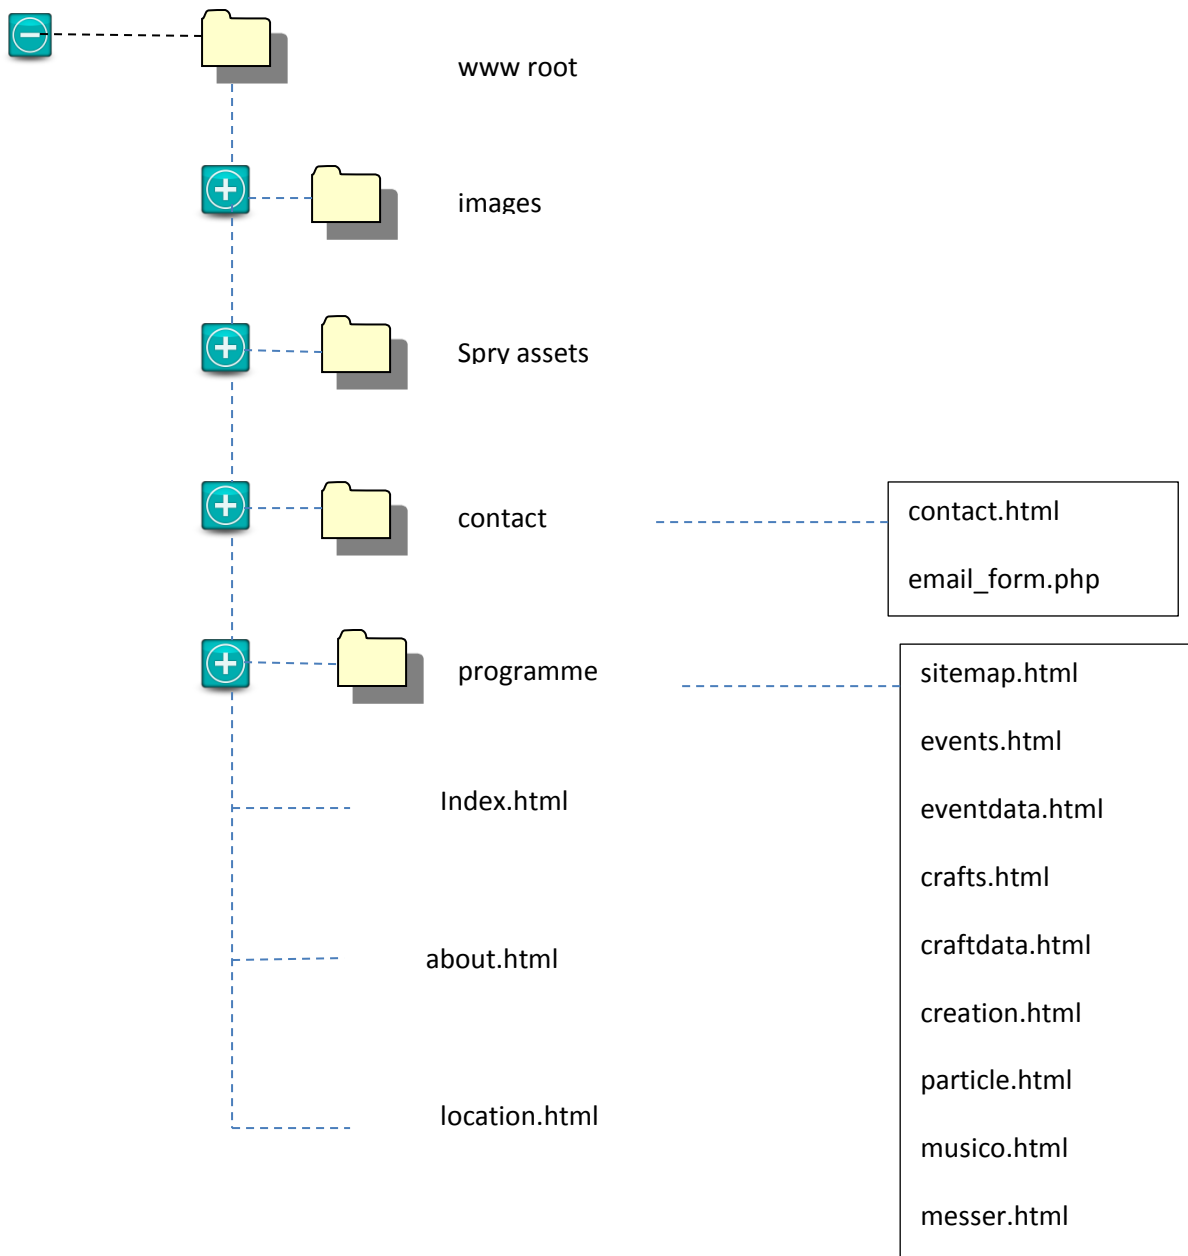 www root
images
Spry assets
contact
contact.html
email_form.php
programme
sitemap.html
events.html
eventdata.html
crafts.html
craftdata.html
creation.html
particle.html
musico.html
messer.html
Index.html
about.html
location.html